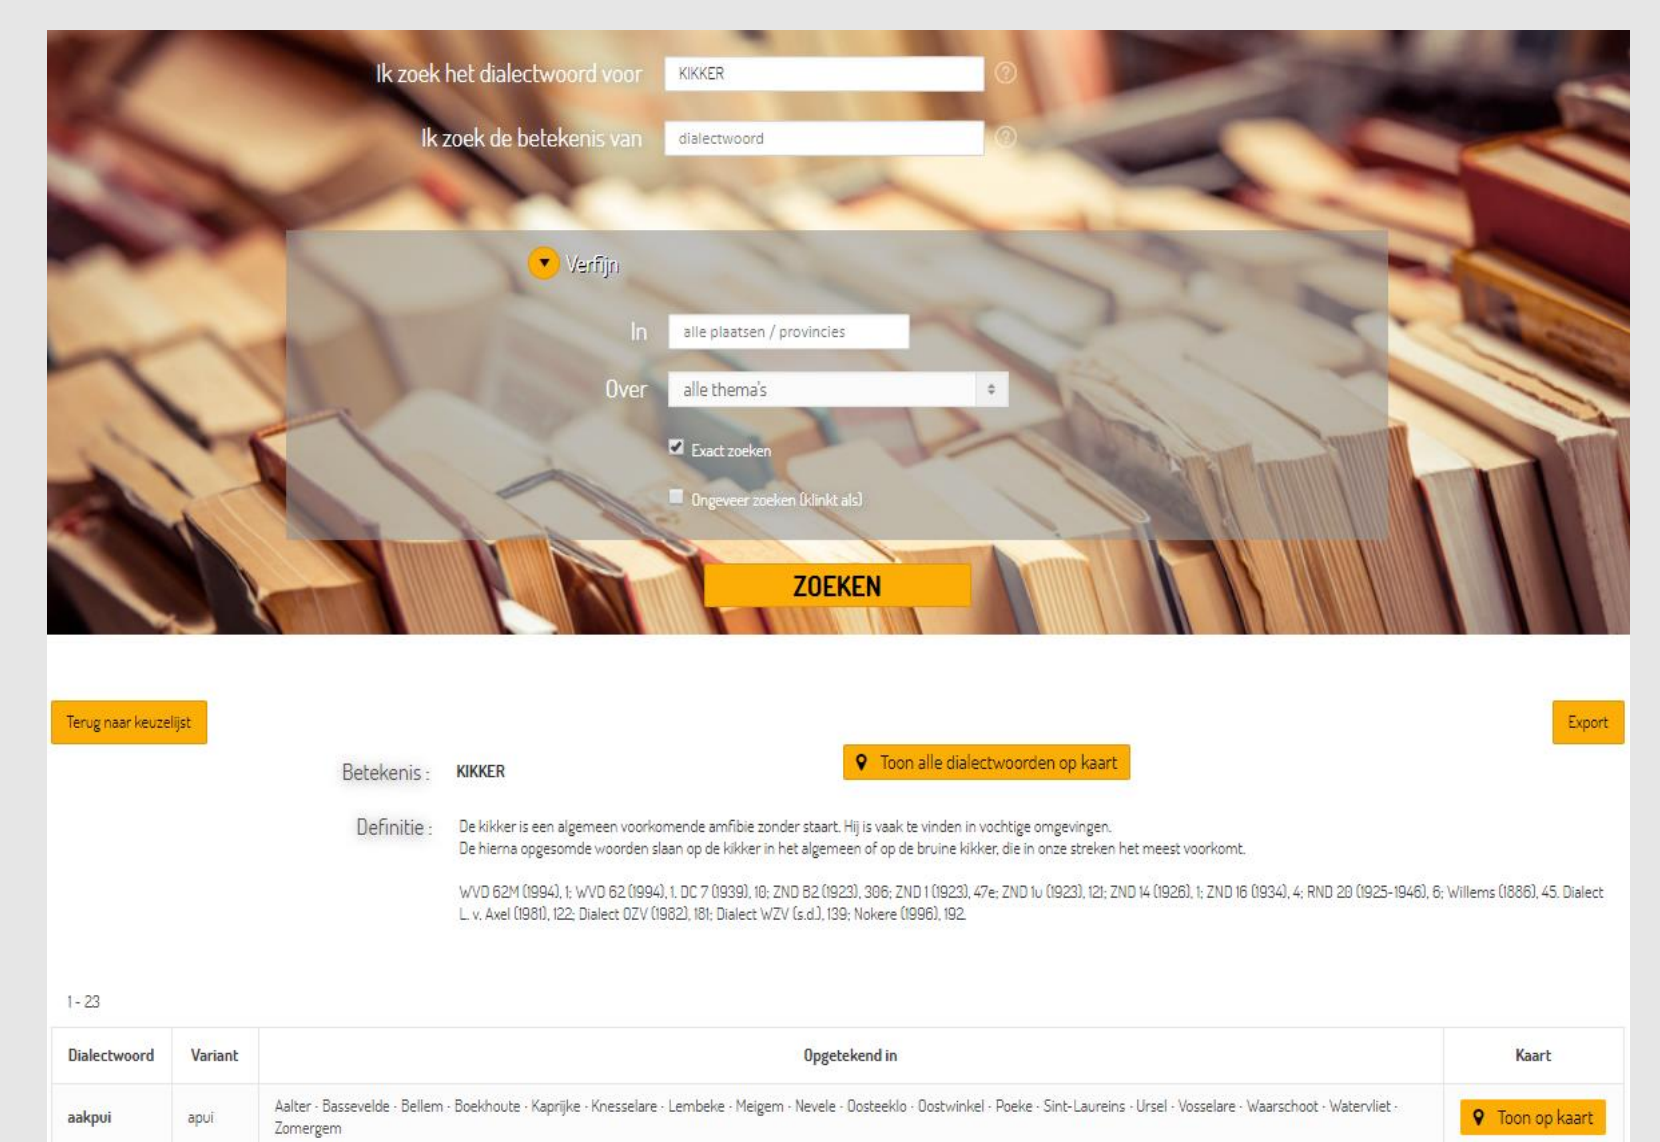 Ik zoek het dialectwoord voor KIKKER ?
Ik zoek de betekenis van dialectwoord ?
Verfijn
In alle plaatsen / provincies
Over alle thema's
Exact zoeken
Ongeveer zoeken (klinkt als)
ZOEKEN
Terug naar keuzelijst
Export
Toon alle dialectwoorden op kaart
Betekenis : KIKKER
Definitie : De kikker is een algemeen voorkomende amfibie zonder staart. Hij is vaak te vinden in vochtige omgevingen.
De hierna opgesomde woorden slaan op de kikker in het algemeen of op de bruine kikker, die in onze streken het meest voorkomt.
WVD 62M (1994), 1; WVD 62 (1994), 1. DC 7 (1939), 10; ZND B2 (1923), 306; ZND 1 (1923), 47e; ZND 1u (1923), 121; ZND 14 (1926), 1; ZND 16 (1934), 4; RND 20 (1925-1946), 6; Willems (1886), 45. Dialect
L. v. Axel (1981), 122; Dialect OZV (1982), 181; Dialect WZV (s.d.), 139; Nokere (1996), 192.
1 - 23
Dialectwoord Variant Opgetekend in Kaart
aakpui apui Aalter · Bassevelde · Bellem · Boekhoute · Kaprijke · Knesselare · Lembeke · Meigem · Nevele · Oosteeklo · Oostwinkel · Poeke · Sint-Laureins · Ursel · Vosselare · Waarschoot · Watervliet · Toon op kaart
Zomergem